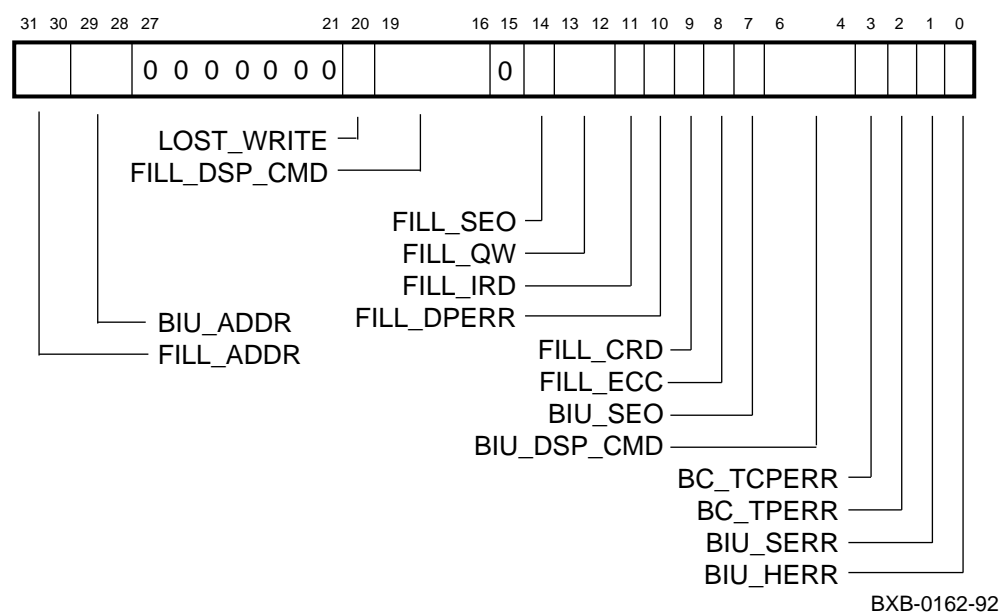 31 30 29 28 27 21 20 19 16 15 14 13 12 11 10 9 8 7 6 4 3 2 1 0
0 0 0 0 0 0 0 0
LOST_WRITE
FILL_DSP_CMD
FILL_SEO
FILL_QW
FILL_IRD
FILL_DPERR
BIU_ADDR
FILL_ADDR
FILL_CRD
FILL_ECC
BIU_SEO
BIU_DSP_CMD
BC_TCPERR
BC_TPERR
BIU_SERR
BIU_HERR
BXB-0162-92